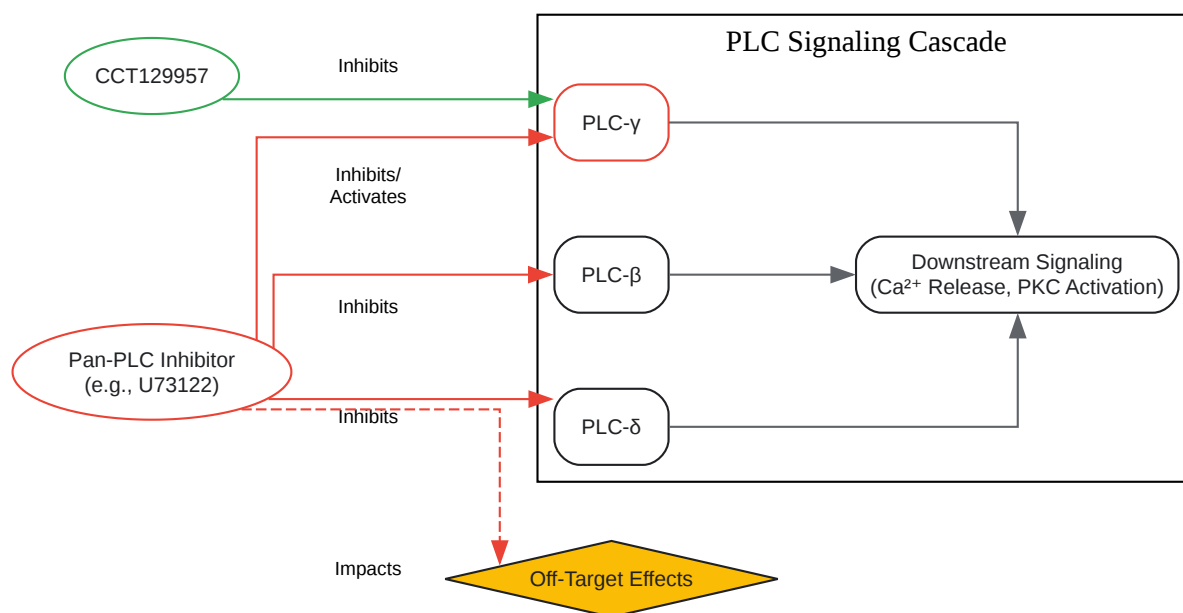 PLC Signaling Cascade
CCT129957
Inhibits
PLC-γ
Inhibits/
Activates
PLC-β
Downstream Signaling
(Ca²⁺ Release, PKC Activation)
Inhibits
Pan-PLC Inhibitor
(e.g., U73122)
Inhibits
PLC-δ
Impacts
Off-Target Effects